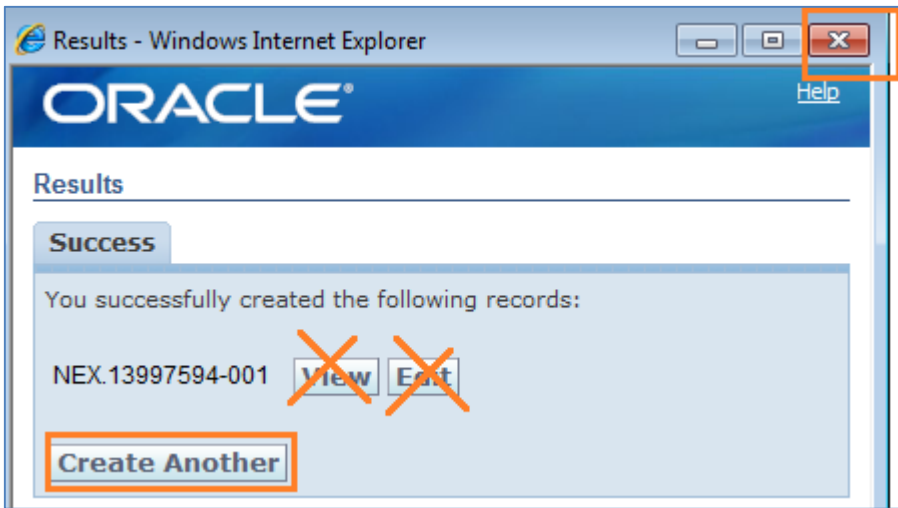 Results - Windows Internet Explorer
ORACLE®
Help
Results
Success
You successfully created the following records:
NEX.13997594-001 View Edit
Create Another